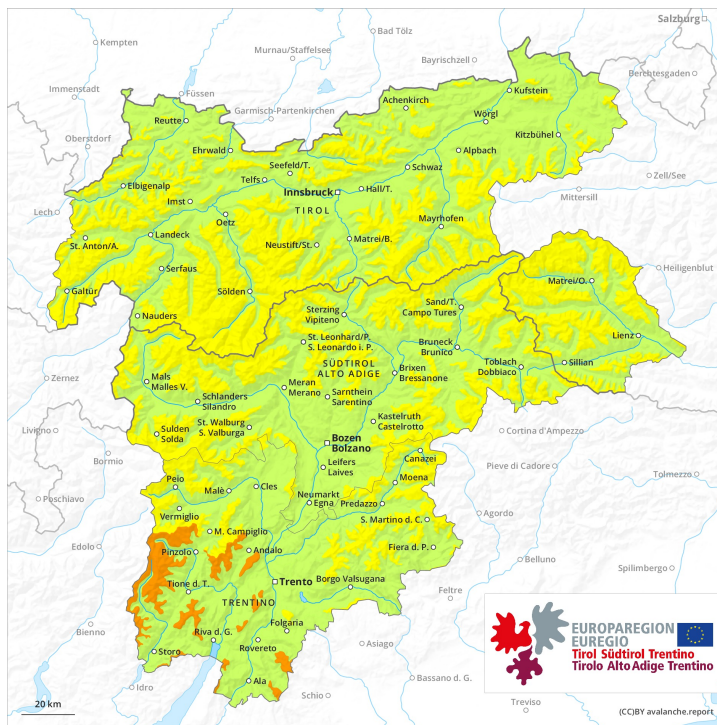 Salzburg
Bad Tölz
Kempten
Murnau/Staffelsee
Bayrischzell
Berchtesgaden
Immenstadt
Füssen
Garmisch-Partenkirchen
Achenkirch
Kufstein
Reutte
Wörgl
Oberstdorf
Ehrwald
Kitzbühel
Alpbach
Seefeld/T.
Schwaz
Zell/See
Telfs
Elbigenalp
Innsbruck
Hall/T.
Mittersill
Imst
TIROL
Lech
Oetz
Mayrhofen
St. Anton/A.
Landeck
Neustift/St.
Matrei/B.
Heiligenblut
Serfaus
Matrei/O.
Galtür
Sölden
Sand/T.
Campo Tures
Nauders
Sterzing
Vipiteno
Lienz
St. Leonhard/P.
S. Leonardo i. P.
Bruneck
Brunico
Toblach
Dobbiaco
Sillian
SÜDTIROL
ALTO ADIGE
Brixen
Bressanone
Zernez
Mals
Malles V.
Meran
Merano
Sarnthein
Sarentino
Schlanders
Silandro
St. Walburg
S. Valburga
Kastelruth
Castelrotto
Livigno
Sulden
Solda
Cortina d'Ampezzo
Bozen
Bolzano
Bormio
Canazei
Pieve di Cadore
Leifers
Laives
Tolmezzo
Poschiavo
Peio
Malè
Cles
Moena
Neumarkt
Egna
Predazzo
Vermiglio
Agordo
S. Martino d. C.
M. Campiglio
Edolo
Pinzolo
Andalo
Fiera d. P.
Belluno
Spilimbergo
Tione d. T.
Trento
Borgo Valsugana
Feltre
TRENTINO
Folgaria
Bienno
Riva d. G.
Rovereto
Asiago
Storo
Bassano d. G.
Idro
Ala
Schio
Treviso
EUROPAREGION
EUREGIO
Tirol Südtirol Trentino
Tirolo Alto Adige Trentino
20 km
(CC)BY avalanche.report